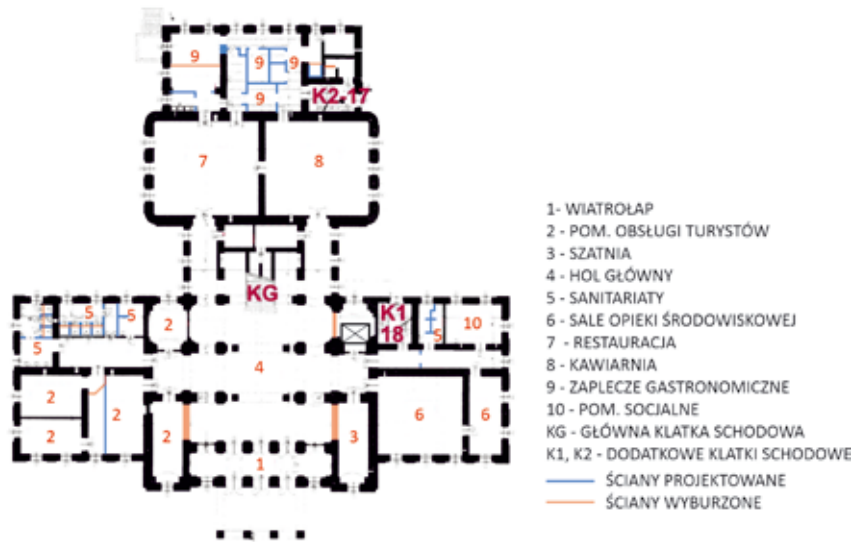 9
9 9
9
K2-17
7 8
KG
K1
18
2
5 5
5
5 10
4
2
2
2
2
3
6 6
1
1- WIATROŁAP
2 - POM. OBSŁUGI TURYSTÓW
3 - SZATNIA
4 - HOL GŁÓWNY
5 - SANITARIATY
6 - SALE OPIEKI ŚRODOWISKOWEJ
7 - RESTAURACJA
8 - KAWIARNIA
9 - ZAPLECZE GASTRONOMICZNE
10 - POM. SOCJALNE
KG - GŁÓWNA KLATKA SCHODOWA
K1, K2 - DODATKOWE KLATKI SCHODOWE
ŚCIANY PROJEKTOWANE
ŚCIANY WYBURZONE